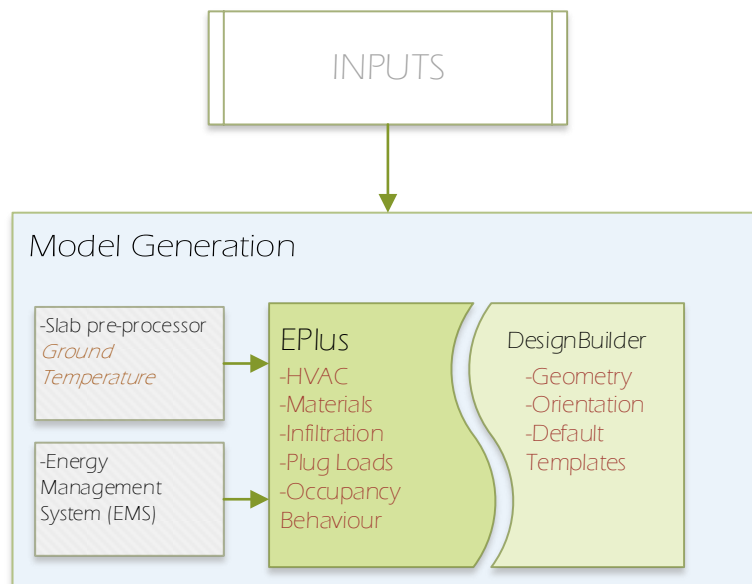 INPUTS
Model Generation
-Slab pre-processor
Ground
Temperature
-Energy
Management
System (EMS)
EPlus
-HVAC
-Materials
-Infiltration
-Plug Loads
-Occupancy
Behaviour
DesignBuilder
-Geometry
-Orientation
-Default
Templates